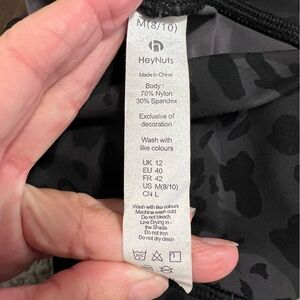 M(8/10)
HeyNuts
Made in China
Body :
70% Nylon
30% Spandex
Exclusive of
decoration
Wash with
like colours
UK 12
EU 40
FR 42
US M(8/10)
CN L
Wash with like colours
Machine wash cold
Do not bleach
Line Drying in
the Shade
Do not Iron
Do not dry clean